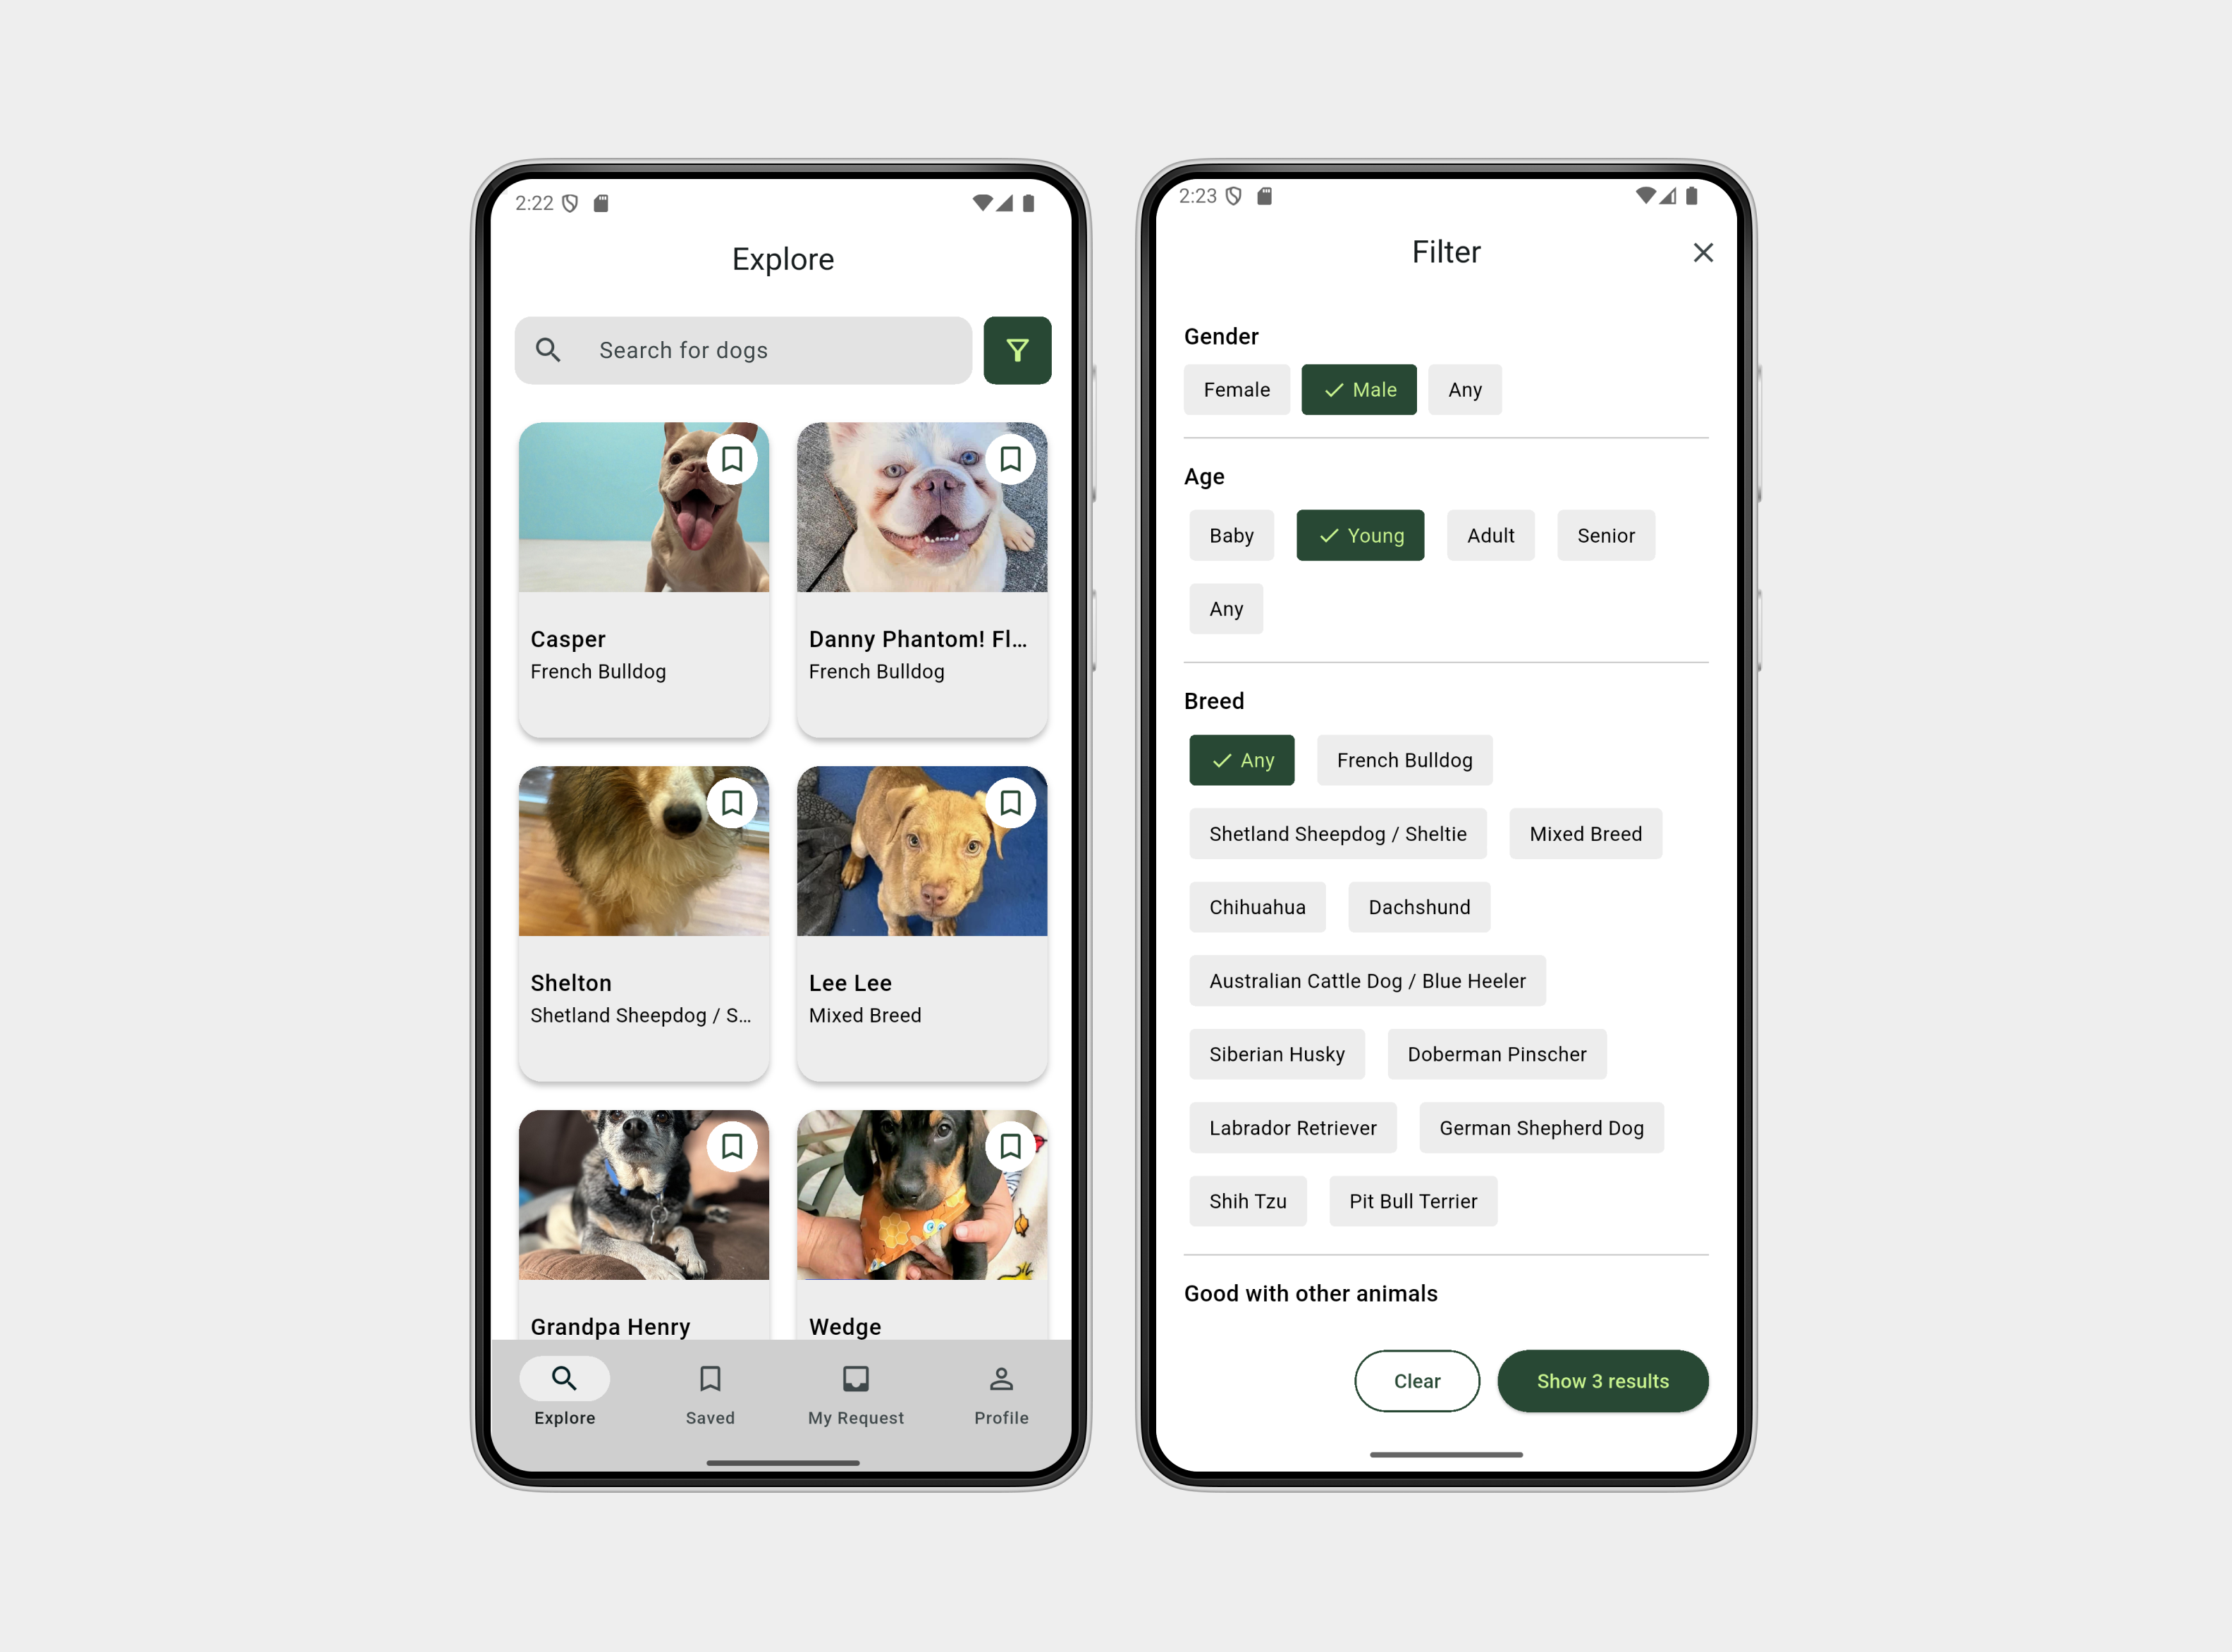 2:22
Explore
Search for dogs
Casper
French Bulldog
Danny Phantom! Fl...
French Bulldog
Shelton
Shetland Sheepdog / S...
Lee Lee
Mixed Breed
Grandpa Henry
Wedge
Explore
Saved
My Request
Profile
2:23
Filter
Gender
Female
Male
Any
Age
Baby
Young
Adult
Senior
Any
Breed
Any
French Bulldog
Shetland Sheepdog / Sheltie
Mixed Breed
Chihuahua
Dachshund
Australian Cattle Dog / Blue Heeler
Siberian Husky
Doberman Pinscher
Labrador Retriever
German Shepherd Dog
Shih Tzu
Pit Bull Terrier
Good with other animals
Clear
Show 3 results